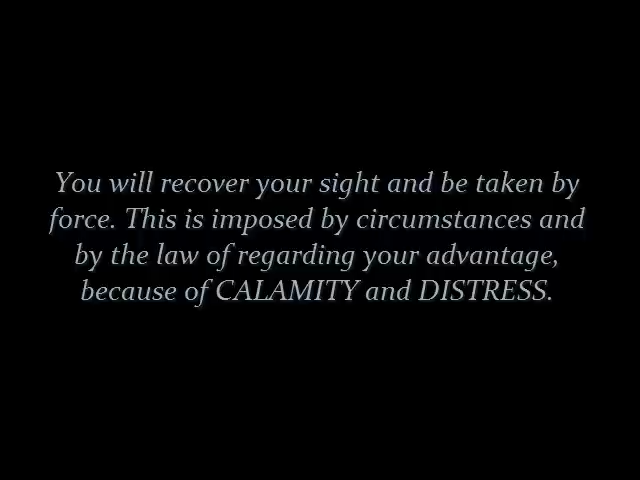 You will recover your sight and be taken by
force. This is imposed by circumstances and
by the law of regarding your advantage,
because of CALAMITY and DISTRESS.